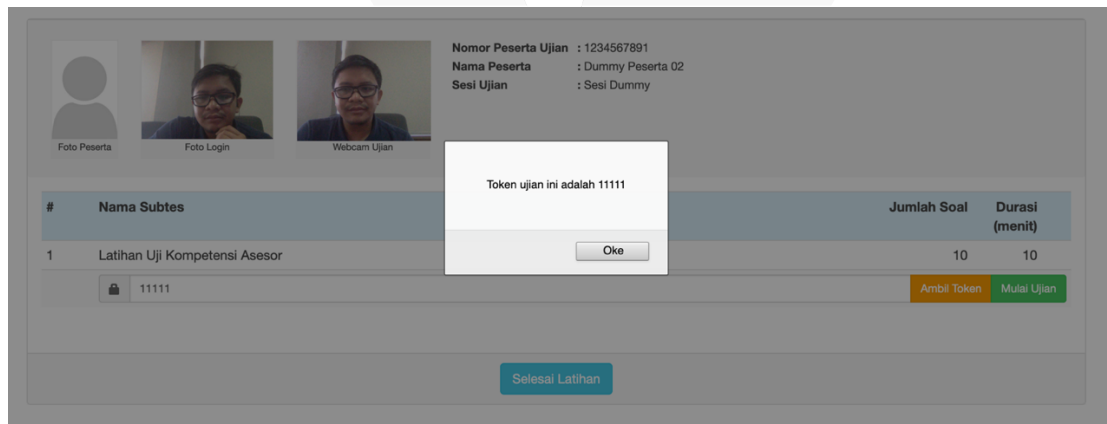 Nomor Peserta Ujian : 1234567891
Nama Peserta : Dummy Peserta 02
Sesi Ujian : Sesi Dummy
Foto Peserta
Foto Login
Webcam Ujian
Token ujian ini adalah 11111
Oke
# Nama Subtes Jumlah Soal Durasi
(menit)
1 Latihan Uji Kompetensi Asesor 10 10
11111 Ambil Token Mulai Ujian
Selesai Latihan